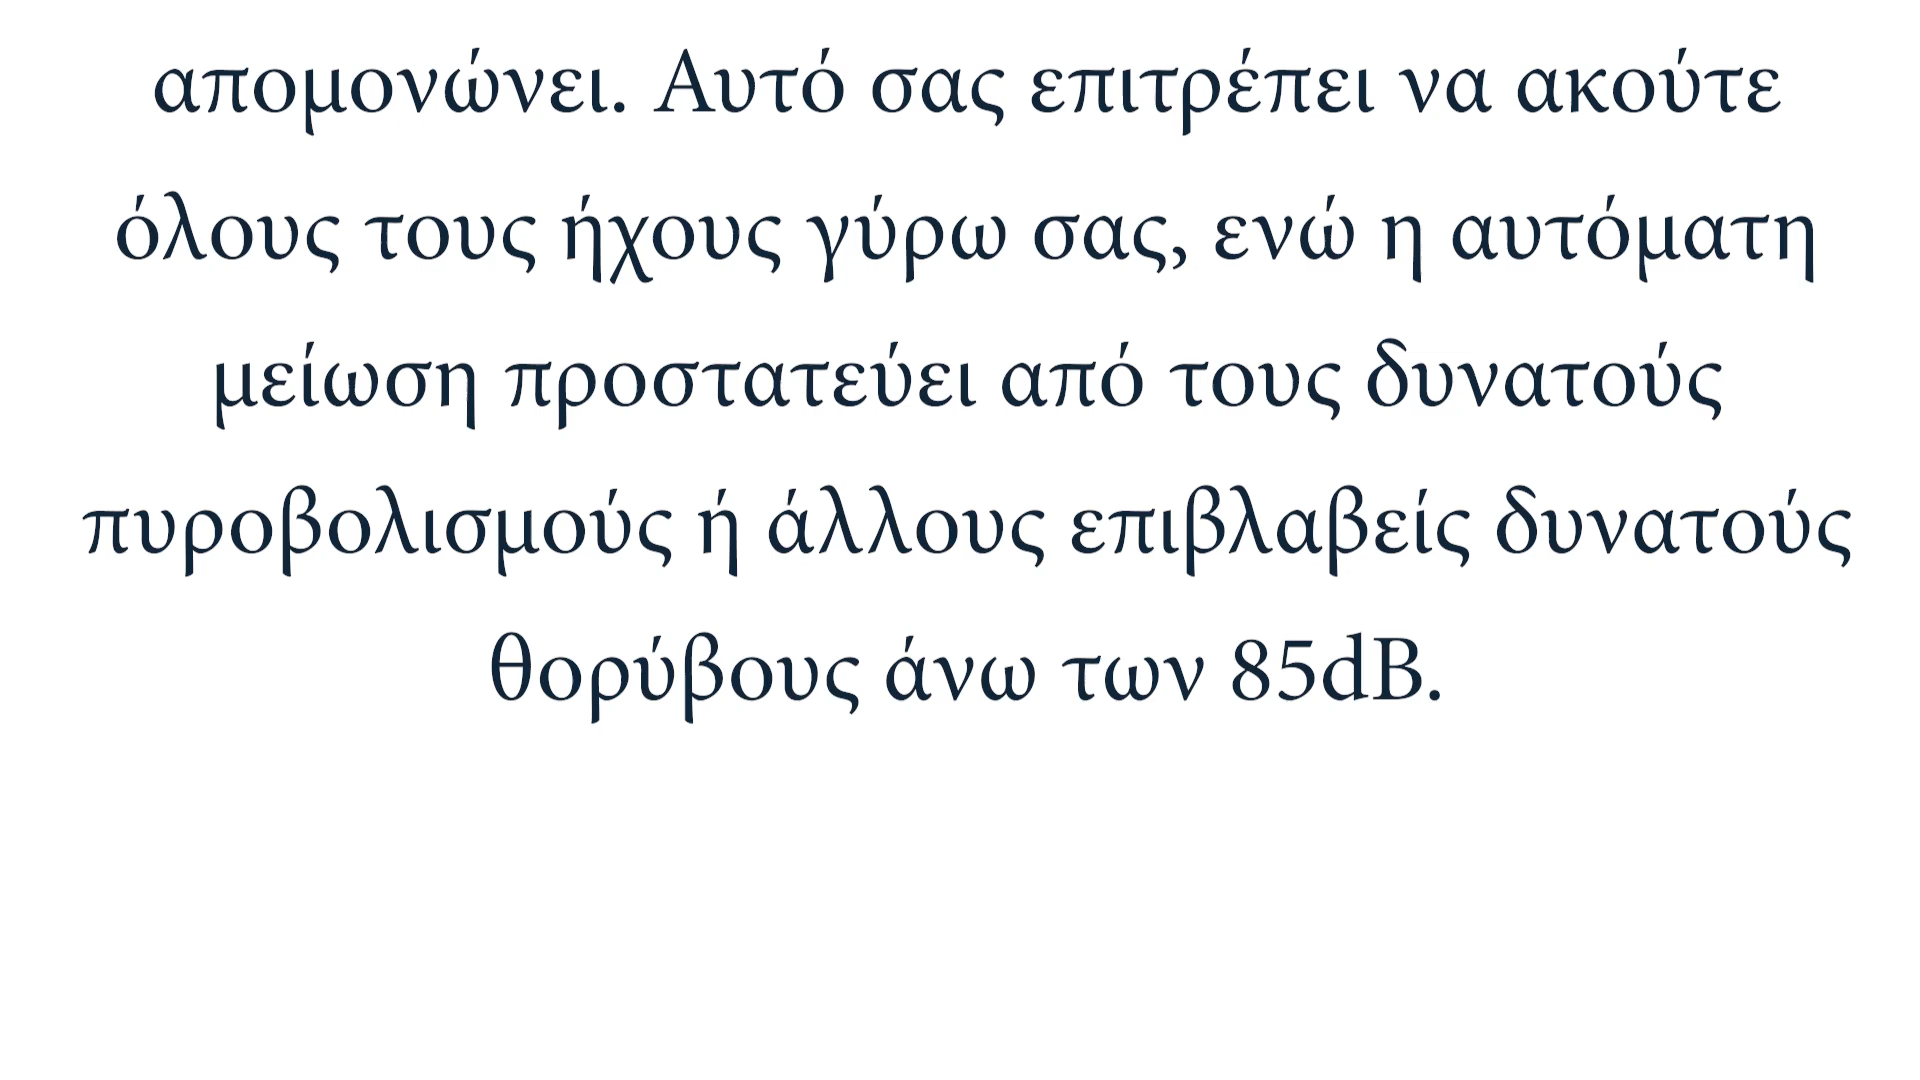 απομονώνει. Αυτό σας επιτρέπει να ακούτε
όλους τους ήχους γύρω σας, ενώ η αυτόματη
μείωση προστατεύει από τους δυνατούς
πυροβολισμούς ή άλλους επιβλαβείς δυνατούς
θορύβους άνω των 85dB.